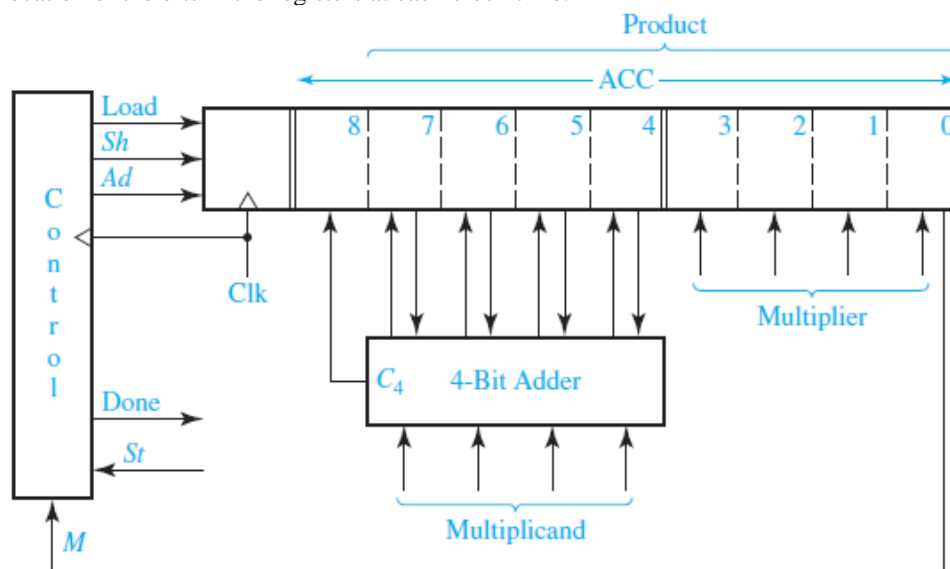 Product
ACC
Load
Sh
Ad
8 7 6 5 4 3 2 1 0
Control
Clk
Multiplier
C4
4-Bit Adder
Done
St
Multiplicand
M